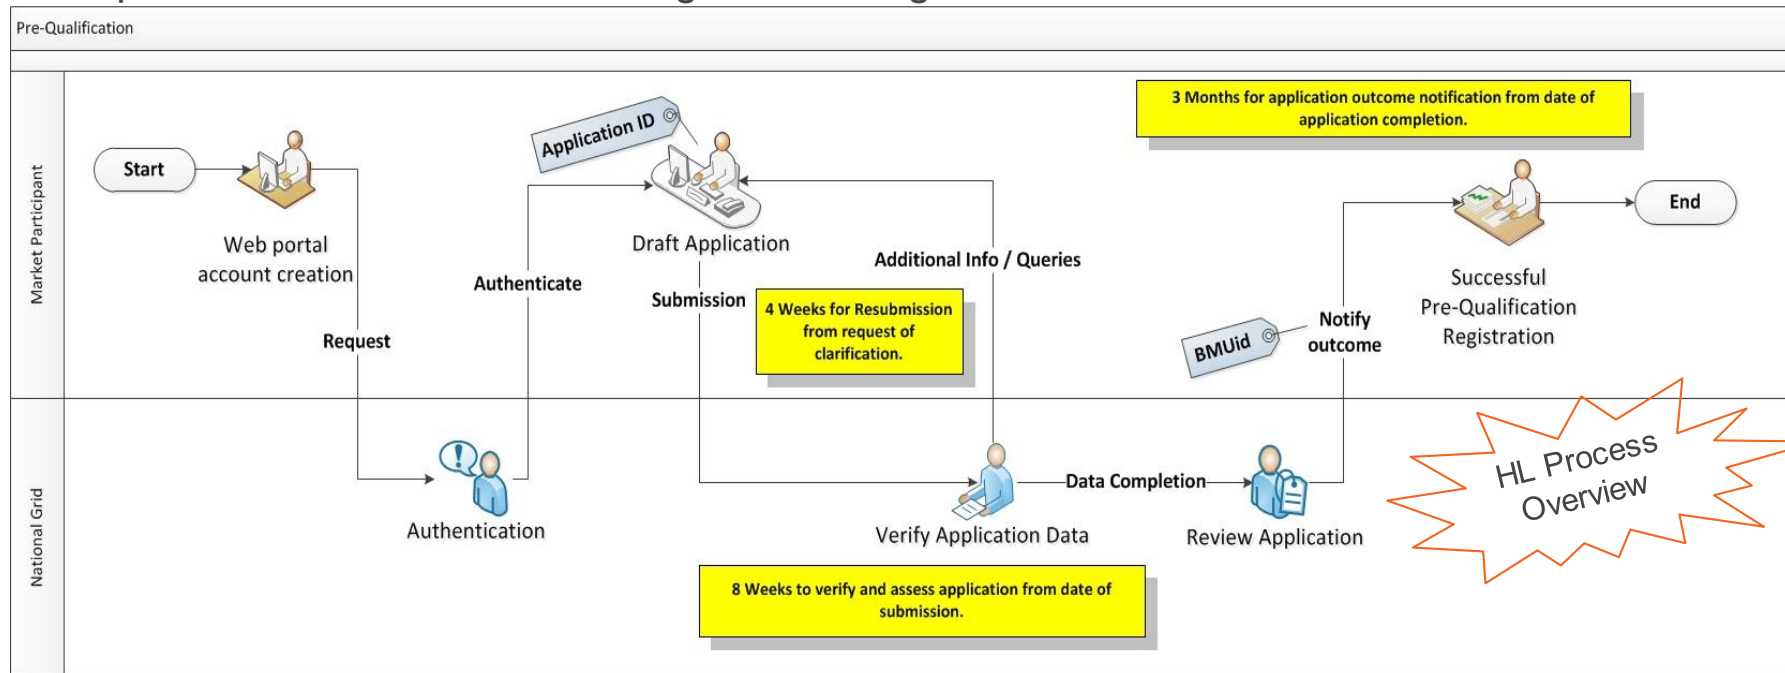 Pre-Qualification
Market Participant
National Grid
Start
Web portal
account creation
Request
Authentication
Authenticate
Application ID
Draft Application
Submission
4 Weeks for Resubmission
from request of
clarification.
Additional Info / Queries
Verify Application Data
8 Weeks to verify and assess application from date of
submission.
Data Completion
Review Application
BMUid
Notify
outcome
3 Months for application outcome notification from date of
application completion.
Successful
Pre-Qualification
Registration
End
HL Process
Overview